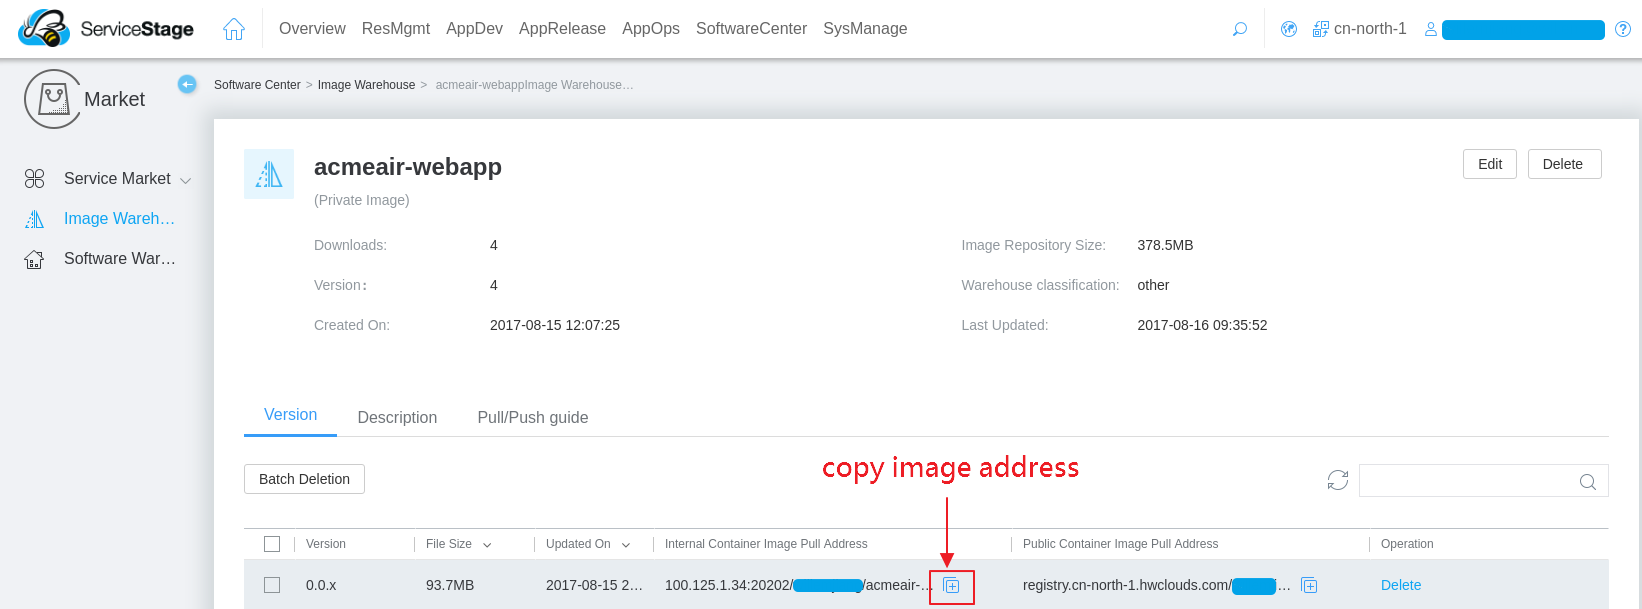 ServiceStage Overview ResMgmt AppDev AppRelease AppOps SoftwareCenter SysManage cn-north-1
Market
Software Center > Image Warehouse > acmeair-webappImage Warehouse…
Service Market
Image Wareh…
Software War…
acmeair-webapp
(Private Image)
Edit Delete
Downloads: 4 Image Repository Size: 378.5MB
Version: 4 Warehouse classification: other
Created On: 2017-08-15 12:07:25 Last Updated: 2017-08-16 09:35:52
Version Description Pull/Push guide
copy image address
Batch Deletion
Version File Size Updated On Internal Container Image Pull Address Public Container Image Pull Address Operation
0.0.x 93.7MB 2017-08-15 2… 100.125.1.34:20202/ /acmeair-… registry.cn-north-1.hwclouds.com/ … Delete